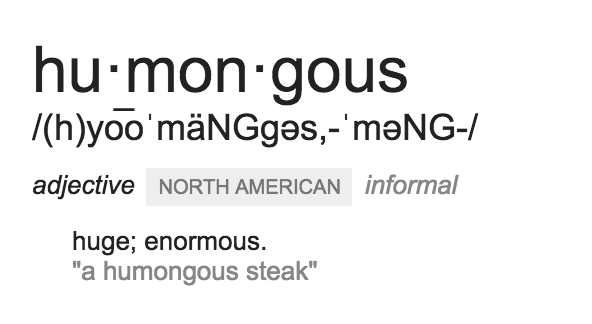 hu·mon·gous
/(h)yo͞oˈmäNGgəs,-ˈməNG-/
adjective NORTH AMERICAN informal
huge; enormous.
"a humongous steak"